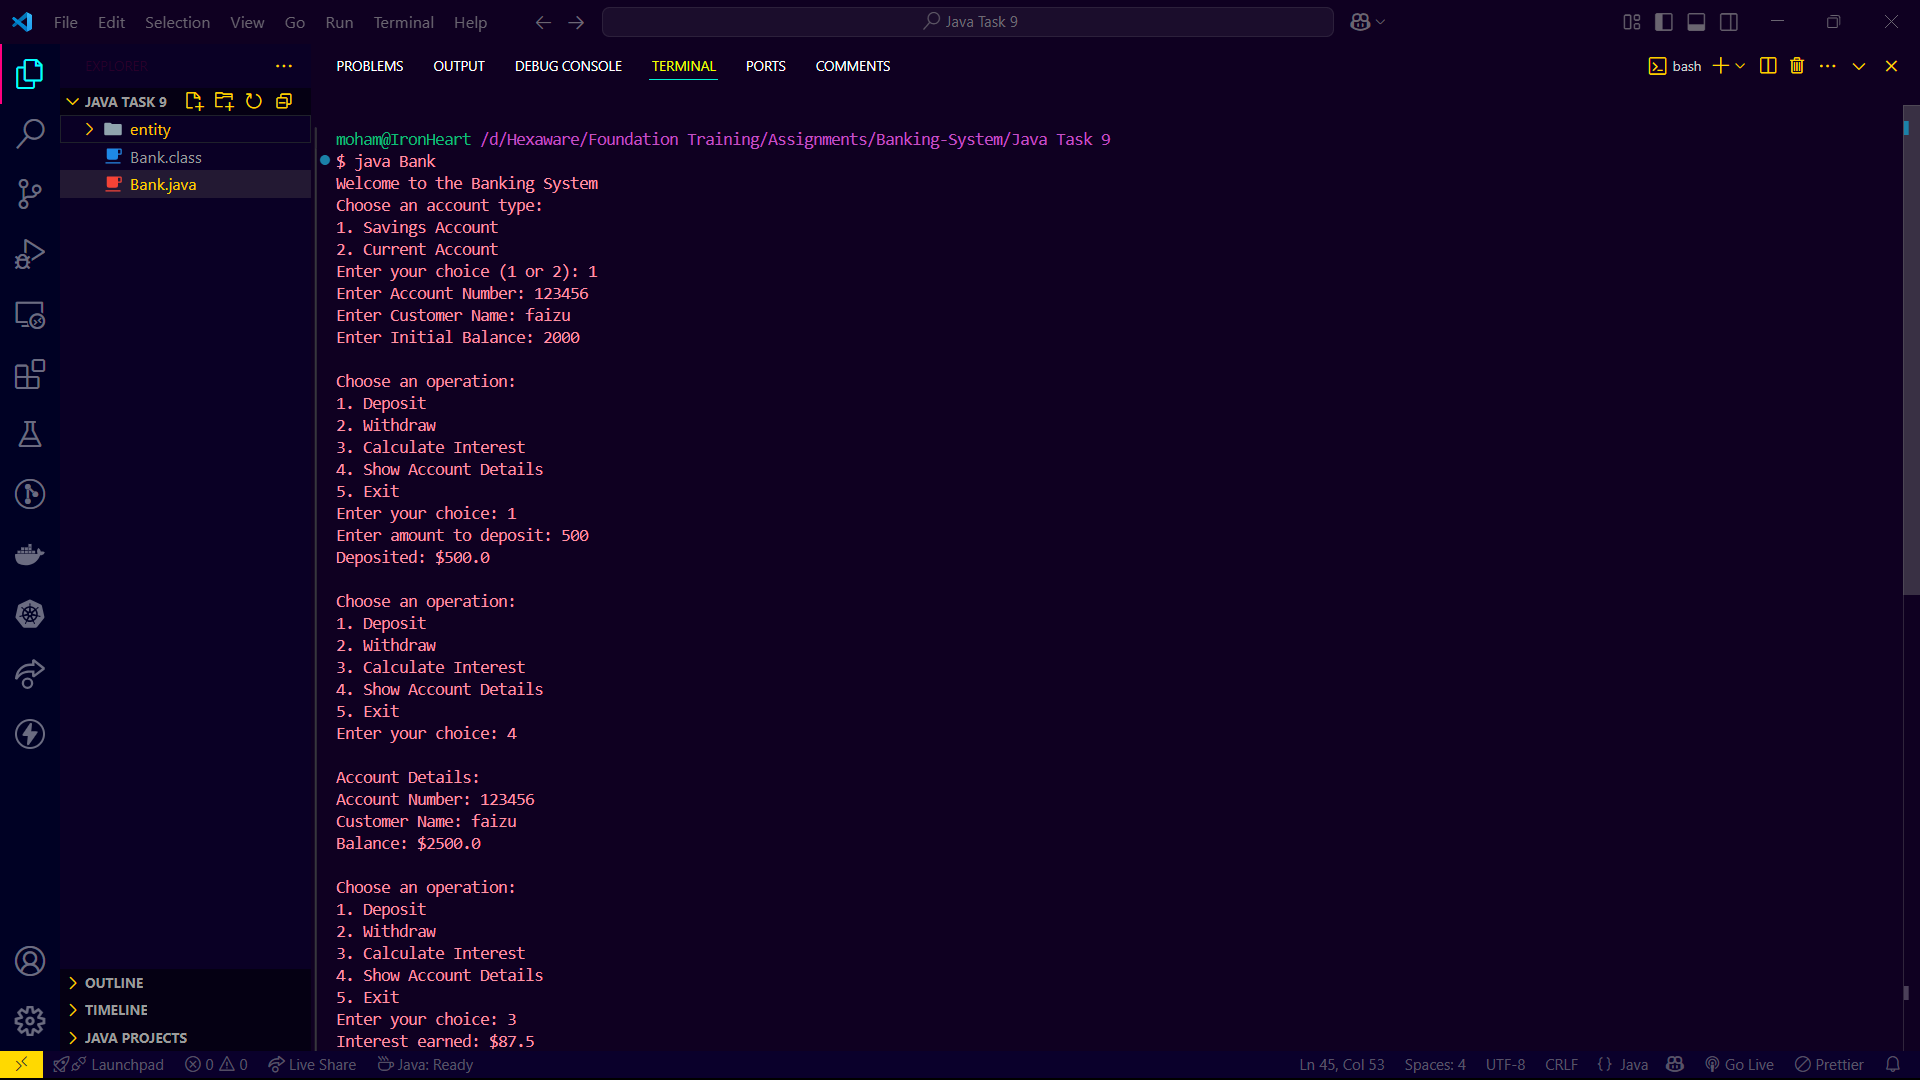 File Edit Selection View Go Run Terminal Help
Java Task 9
EXPLORER
PROBLEMS OUTPUT DEBUG CONSOLE TERMINAL PORTS COMMENTS
bash
JAVA TASK 9
entity
Bank.class
Bank.java
moham@IronHeart /d/Hexaware/Foundation Training/Assignments/Banking-System/Java Task 9
$ java Bank
Welcome to the Banking System
Choose an account type:
1. Savings Account
2. Current Account
Enter your choice (1 or 2): 1
Enter Account Number: 123456
Enter Customer Name: faizu
Enter Initial Balance: 2000
Choose an operation:
1. Deposit
2. Withdraw
3. Calculate Interest
4. Show Account Details
5. Exit
Enter your choice: 1
Enter amount to deposit: 500
Deposited: $500.0
Choose an operation:
1. Deposit
2. Withdraw
3. Calculate Interest
4. Show Account Details
5. Exit
Enter your choice: 4
Account Details:
Account Number: 123456
Customer Name: faizu
Balance: $2500.0
Choose an operation:
1. Deposit
2. Withdraw
3. Calculate Interest
4. Show Account Details
5. Exit
Enter your choice: 3
Interest earned: $87.5
OUTLINE
TIMELINE
JAVA PROJECTS
Launchpad 0 0 Live Share Java: Ready
Ln 45, Col 53 Spaces: 4 UTF-8 CRLF {} Java Go Live Prettier